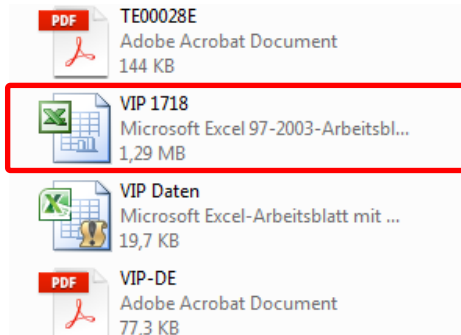 PDF
TE00028E
Adobe Acrobat Document
144 KB
VIP 1718
Microsoft Excel 97-2003-Arbeitsbl...
1,29 MB
VIP Daten
Microsoft Excel-Arbeitsblatt mit ...
19,7 KB
PDF
VIP-DE
Adobe Acrobat Document
77,3 KB